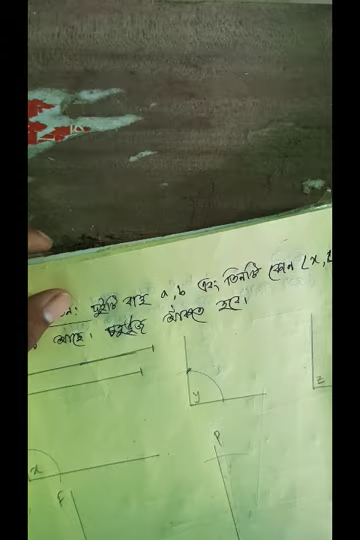 দুইটি বাহু a, b এবং তিনটি কোন ∠x, ∠
আছে। চতুর্ভুজ আঁকতে হবে।
y
z
x
P
F